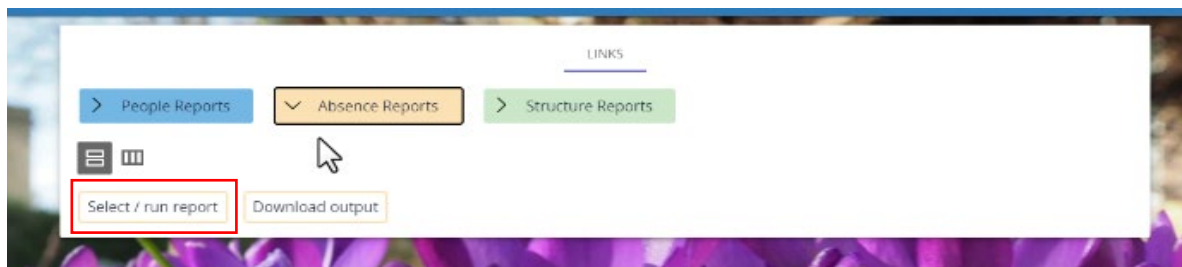 LINKS
People Reports Absence Reports Structure Reports
Select / run report Download output